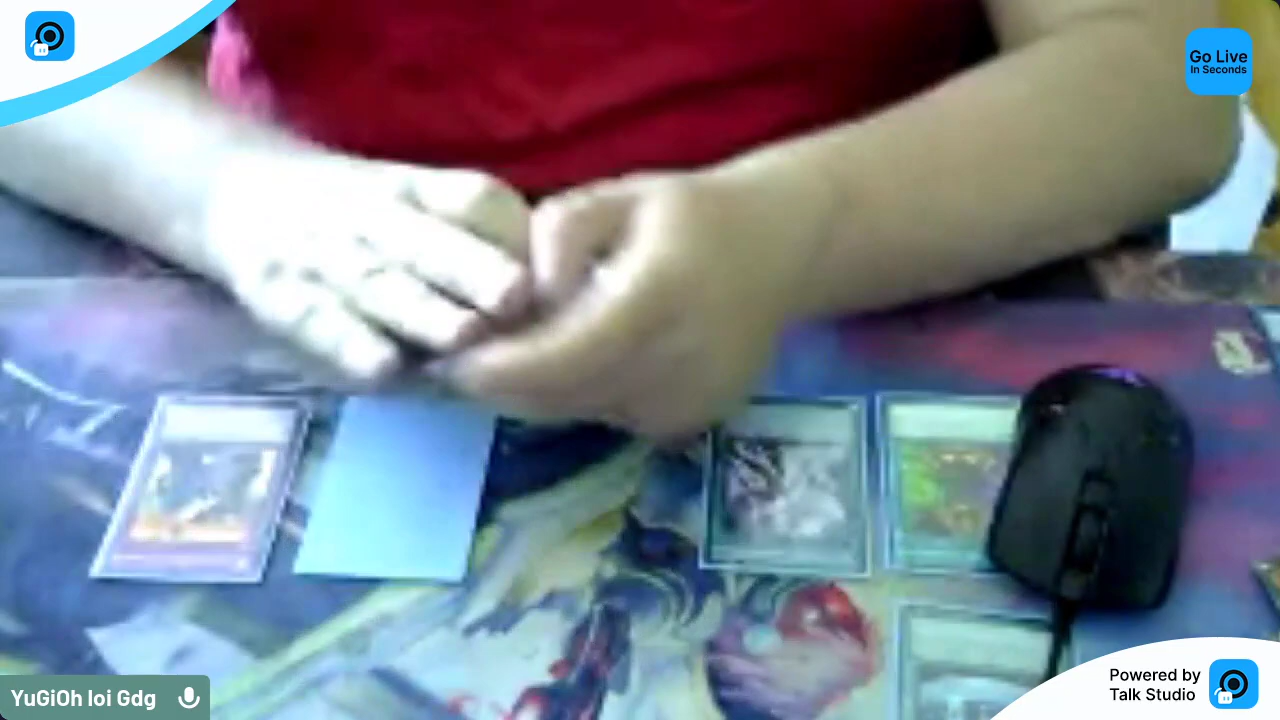 Go Live
In Seconds
YuGiOh loi Gdg
Powered by
Talk Studio